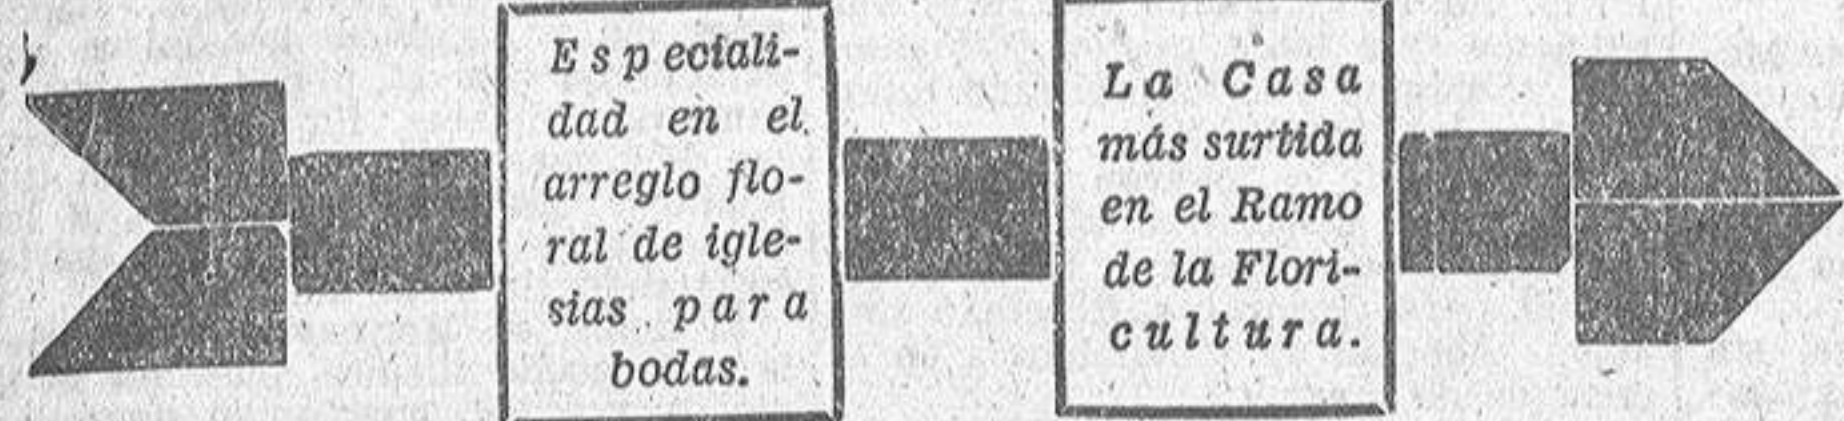 Especiali-
dad en el
arreglo flo-
ral de igle-
sias para
bodas.
La Casa
más surtida
en el Ramo
de la Flori-
cultura.